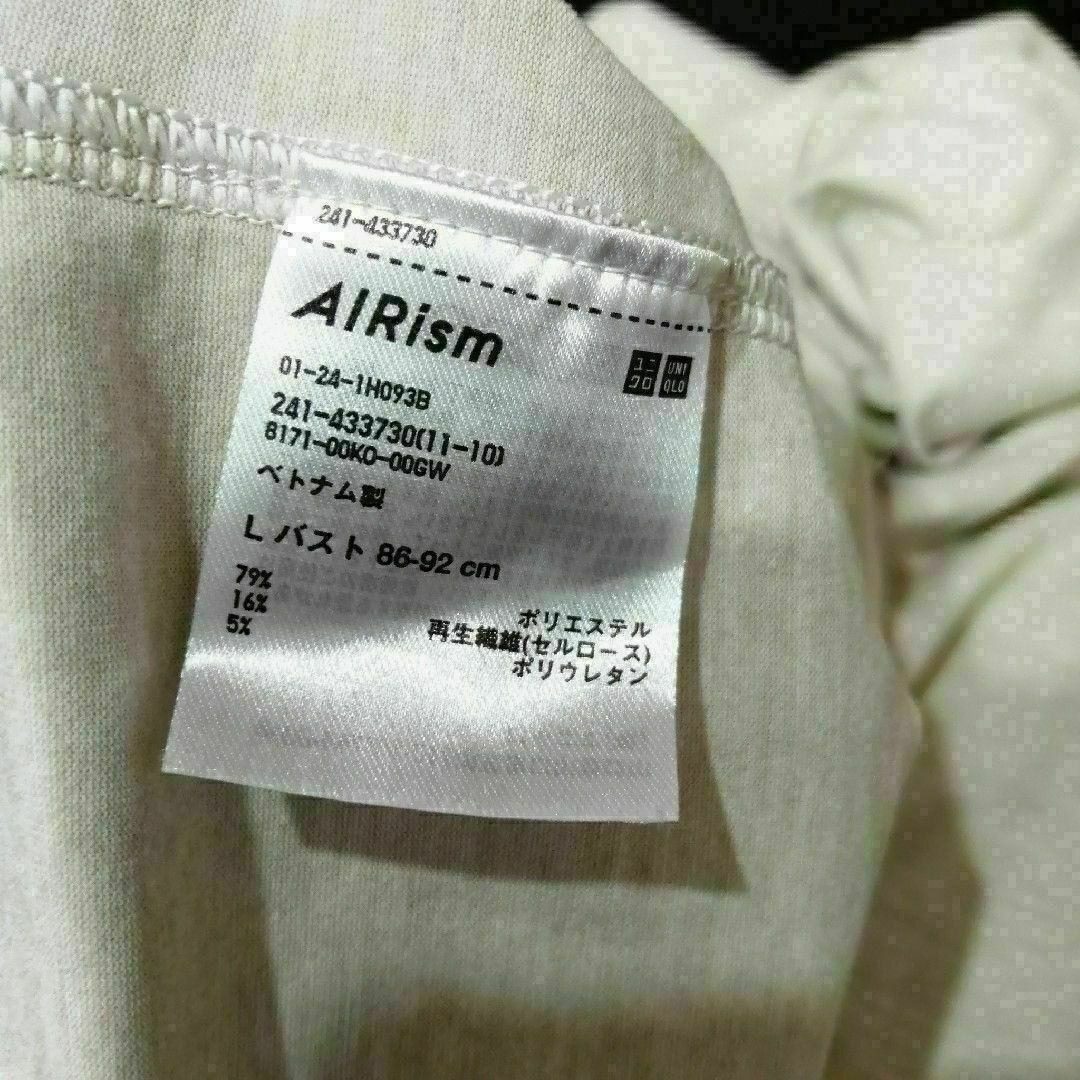 241-433730
AIRism
ユニクロ
UNIQLO
01-24-1H093B
241-433730(11-10)
8171-00K0-00GW
ベトナム製
L バスト 86-92 cm
79% ポリエステル
16% 再生繊維(セルロース)
5% ポリウレタン